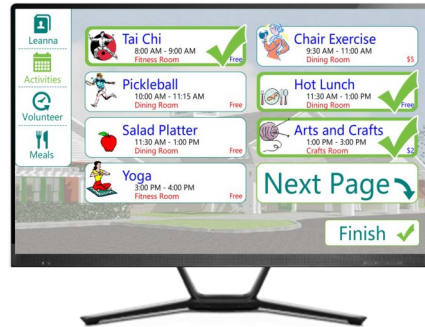 Leanna
Activities
Volunteer
Meals
Tai Chi
8:00 AM - 9:00 AM
Fitness Room
Free
Chair Exercise
9:30 AM - 11:00 AM
Dining Room
$5
Pickleball
10:00 AM - 11:15 AM
Dining Room
Free
Hot Lunch
11:30 AM - 1:00 PM
Dining Room
Free
Salad Platter
11:30 AM - 1:00 PM
Dining Room
Free
Arts and Crafts
1:00 PM - 3:00 PM
Crafts Room
$2
Yoga
3:00 PM - 4:00 PM
Fitness Room
Free
Next Page
Finish